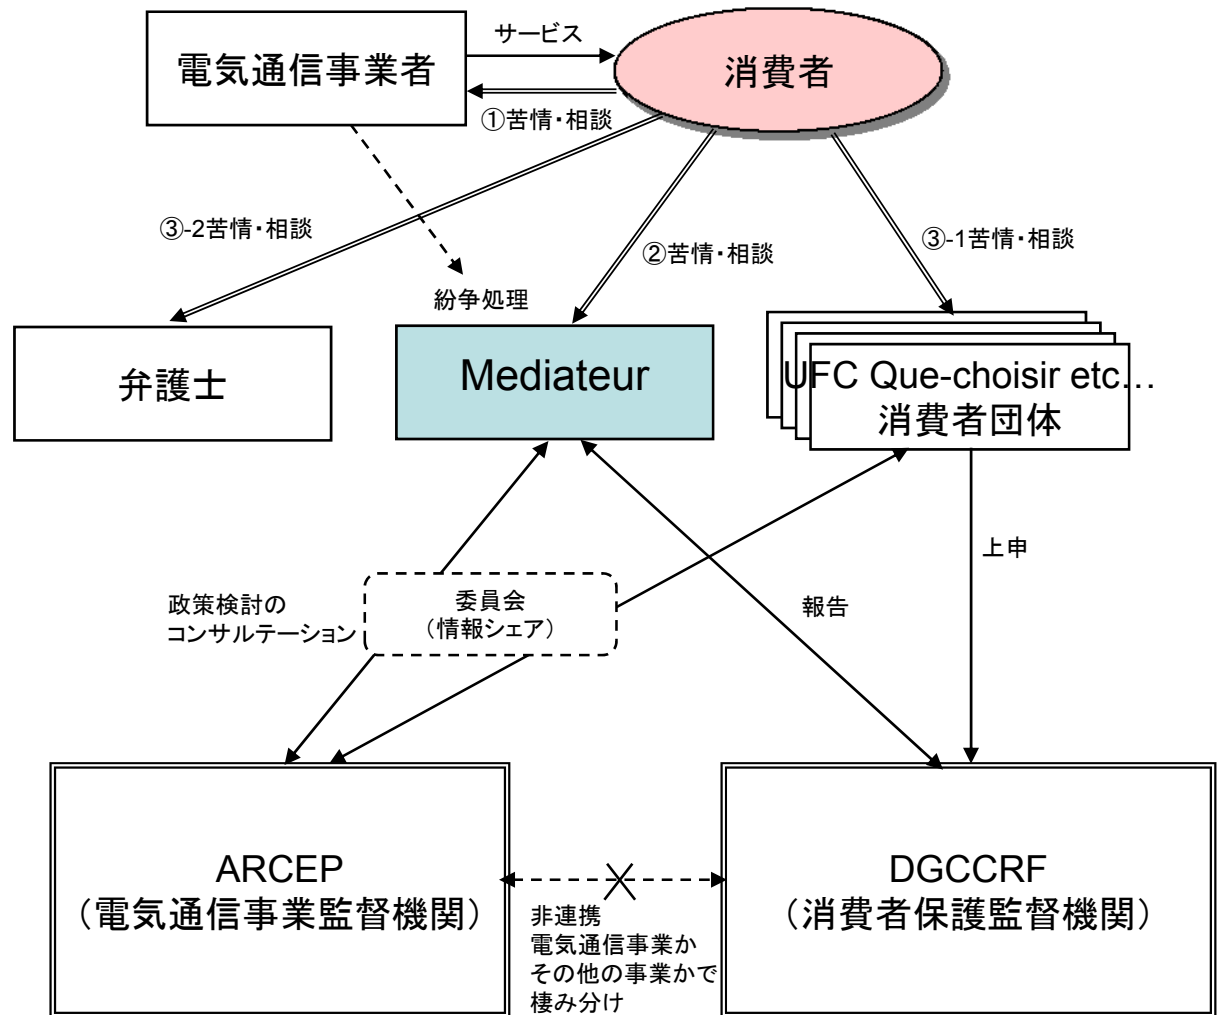 サービス
電気通信事業者
消費者
①苦情・相談
③-2苦情・相談
②苦情・相談
③-1苦情・相談
紛争処理
弁護士
Mediateur
UFC Que-choisir etc…
消費者団体
上申
政策検討の
コンサルテーション
委員会
（情報シェア）
報告
ARCEP
（電気通信事業監督機関）
DGCCRF
（消費者保護監督機関）
非連携
電気通信事業か
その他の事業かで
棲み分け